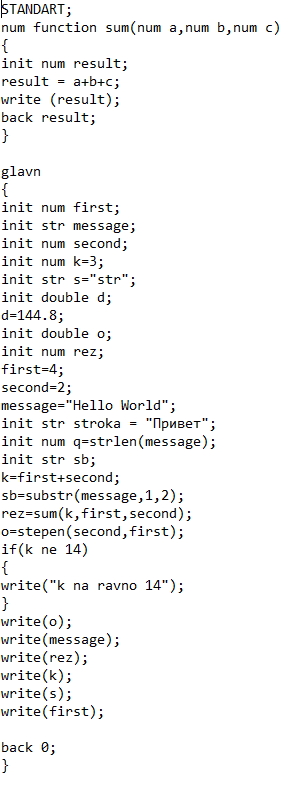 STANDART;
num function sum(num a,num b,num c)
{
init num result;
result = a+b+c;
write (result);
back result;
}
glavn
{
init num first;
init str message;
init num second;
init num k=3;
init str s="str";
init double d;
d=144.8;
init double o;
init num rez;
first=4;
second=2;
message="Hello World";
init str stroka = "Привет";
init num q=strlen(message);
init str sb;
k=first+second;
sb=substr(message,1,2);
rez=sum(k,first,second);
o=stepen(second,first);
if(k ne 14)
{
write("k na ravno 14");
}
write(o);
write(message);
write(rez);
write(k);
write(s);
write(first);
back 0;
}